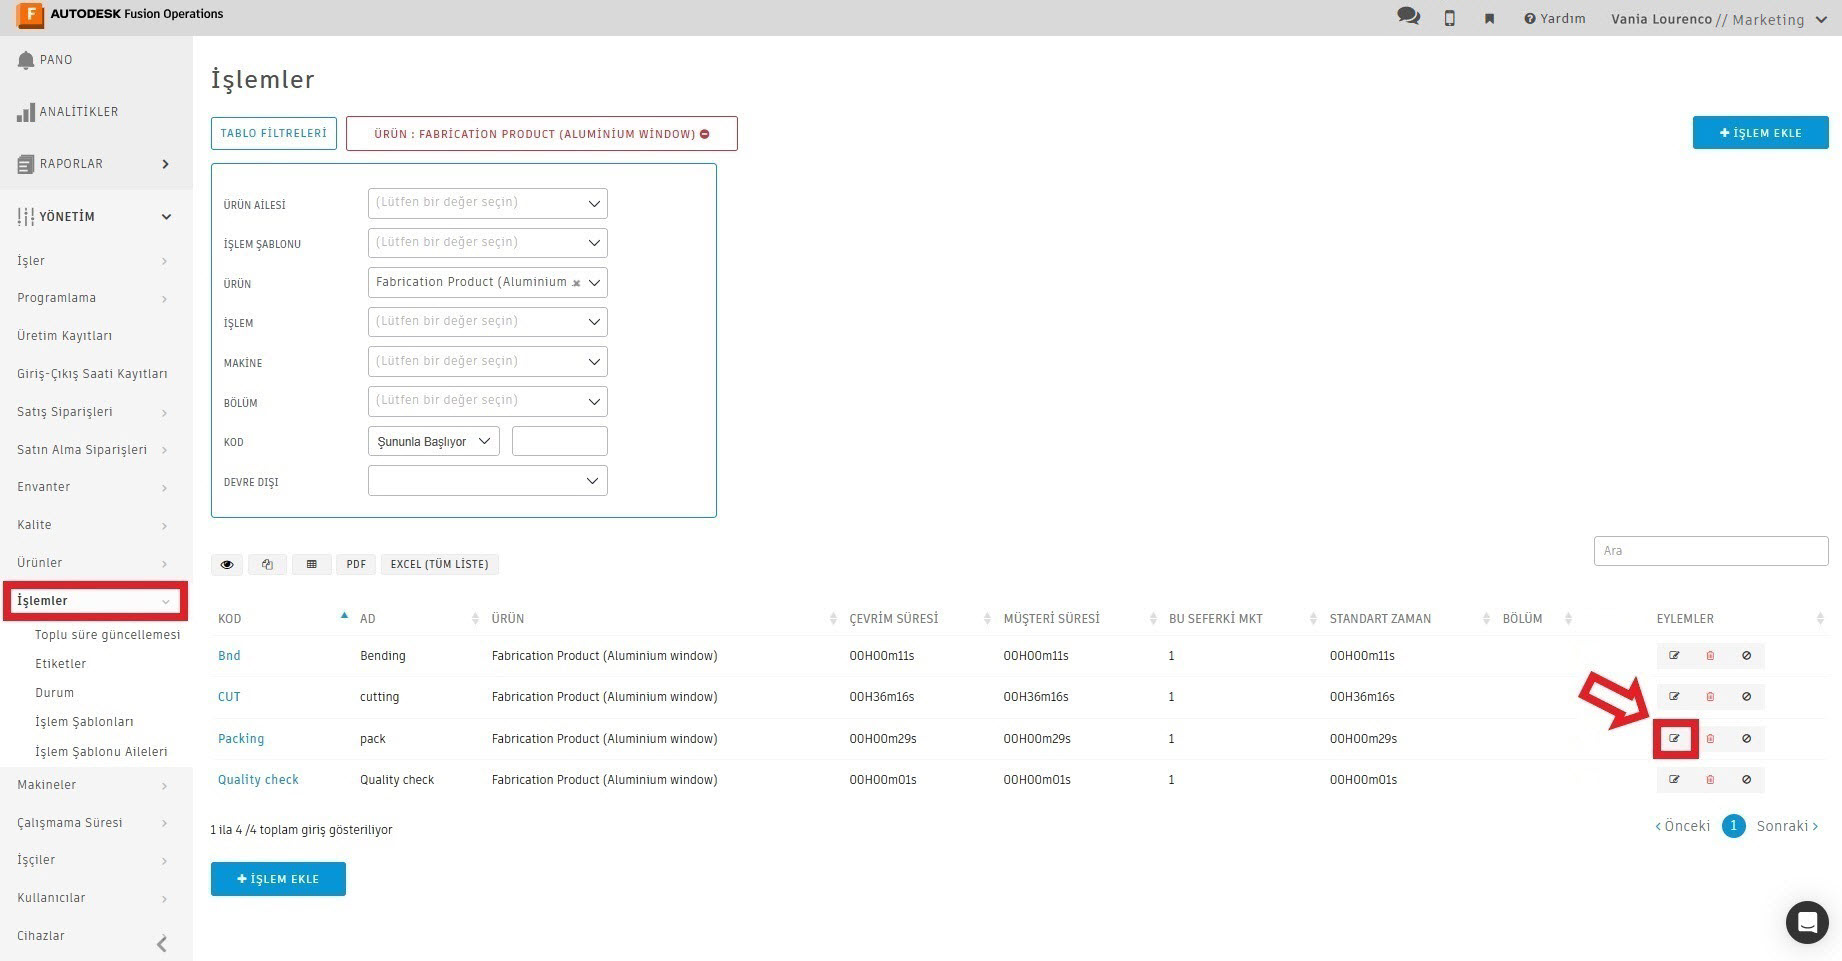 AUTODESK Fusion Operations
Yardım
Vania Lourenco // Marketing
PANO
ANALİTİKLER
RAPORLAR
YÖNETİM
İşler
Programlama
Üretim Kayıtları
Giriş-Çıkış Saati Kayıtları
Satış Siparişleri
Satın Alma Siparişleri
Envanter
Kalite
Ürünler
İşlemler
Toplu süre güncellemesi
Etiketler
Durum
İşlem Şablonları
İşlem Şablonu Aileleri
Makineler
Çalışmama Süresi
İşçiler
Kullanıcılar
Cihazlar
İşlemler
TABLO FİLTRELERİ
ÜRÜN : FABRİCATİON PRODUCT (ALUMİNİUM WİNDOW)
+ İŞLEM EKLE
ÜRÜN AİLESİ (Lütfen bir değer seçin)
İŞLEM ŞABLONU (Lütfen bir değer seçin)
ÜRÜN Fabrication Product (Aluminium
İŞLEM (Lütfen bir değer seçin)
MAKİNE (Lütfen bir değer seçin)
BÖLÜM (Lütfen bir değer seçin)
KOD Şununla Başlıyor
DEVRE DIŞI
PDF EXCEL (TÜM LİSTE)
Ara
KOD AD ÜRÜN ÇEVRİM SÜRESİ MÜŞTERİ SÜRESİ BU SEFERKİ MKT STANDART ZAMAN BÖLÜM EYLEMLER
Bnd Bending Fabrication Product (Aluminium window) 00H00m11s 00H00m11s 1 00H00m11s
CUT cutting Fabrication Product (Aluminium window) 00H36m16s 00H36m16s 1 00H36m16s
Packing pack Fabrication Product (Aluminium window) 00H00m29s 00H00m29s 1 00H00m29s
Quality check Quality check Fabrication Product (Aluminium window) 00H00m01s 00H00m01s 1 00H00m01s
1 ila 4 /4 toplam giriş gösteriliyor
‹ Önceki 1 Sonraki ›
+ İŞLEM EKLE